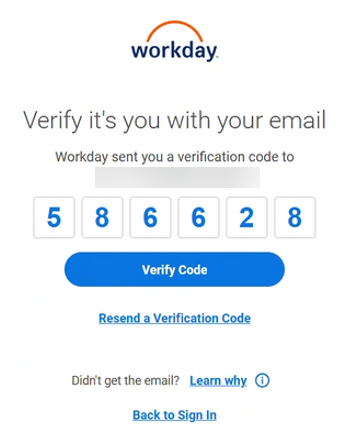 workday.
Verify it's you with your email
Workday sent you a verification code to
5 8 6 6 2 8
Verify Code
Resend a Verification Code
Didn't get the email? Learn why
Back to Sign In